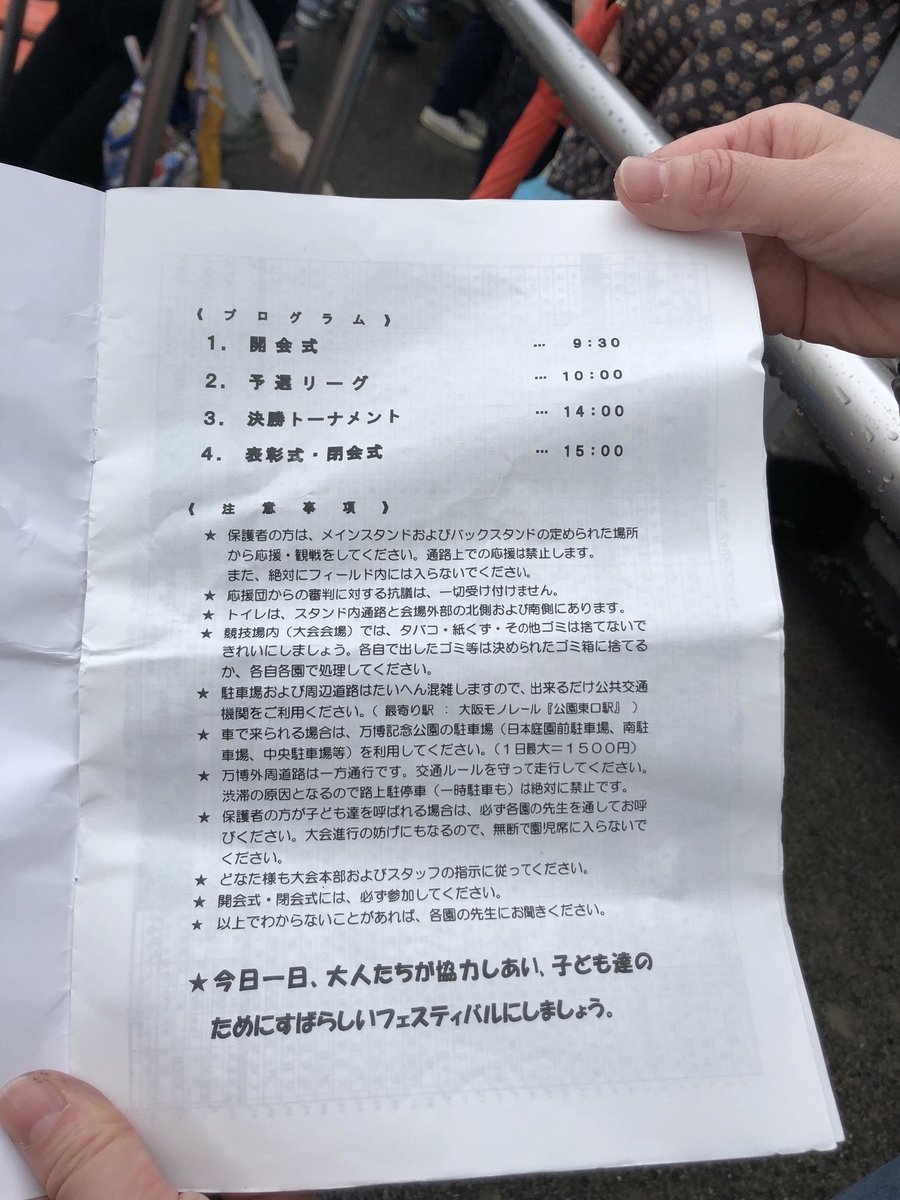 《 プ ロ グ ラ ム 》
1. 開 会 式 … 9:30
2. 予 選 リ ー グ … 10:00
3. 決勝トーナメント … 14:00
4. 表彰式・閉会式 … 15:00
《 注 意 事 項 》
★ 保護者の方は、メインスタンドおよびバックスタンドの定められた場所
から応援・観戦をしてください。通路上での応援は禁止します。
また、絶対にフィールド内には入らないでください。
★ 応援団からの審判に対する抗議は、一切受け付けません。
★ トイレは、スタンド内通路と会場外部の北側および南側にあります。
★ 競技場内（大会会場）では、タバコ・紙くず・その他ゴミは捨てないで
きれいにしましょう。各自で出したゴミ等は決められたゴミ箱に捨てる
か、各自各園で処理してください。
★ 駐車場および周辺道路はたいへん混雑しますので、出来るだけ公共交通
機関をご利用ください。（ 最寄り駅 ： 大阪モノレール『公園東口駅』 ）
★ 車で来られる場合は、万博記念公園の駐車場（日本庭園前駐車場、南駐
車場、中央駐車場等）を利用してください。（１日最大＝１５００円）
★ 万博外周道路は一方通行です。交通ルールを守って走行してください。
渋滞の原因となるので路上駐停車（一時駐車も）は絶対に禁止です。
★ 保護者の方が子ども達を呼ばれる場合は、必ず各園の先生を通してお呼
びください。大会進行の妨げにもなるので、無断で園児席に入らないで
ください。
★ どなた様も大会本部およびスタッフの指示に従ってください。
★ 開会式・閉会式には、必ず参加してください。
★ 以上でわからないことがあれば、各園の先生にお聞きください。
★今日一日、大人たちが協力しあい、子ども達の
ためにすばらしいフェスティバルにしましょう。